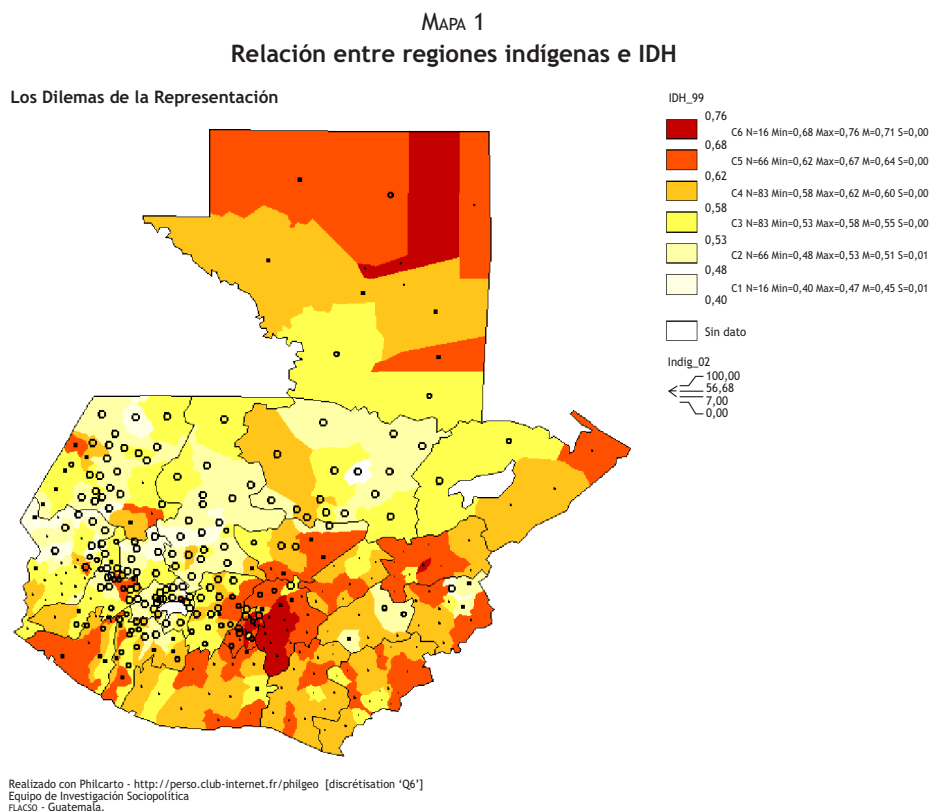 MAPA 1
Relación entre regiones indígenas e IDH
Los Dilemas de la Representación
IDH_99
0,76
C6 N=16 Min=0,68 Max=0,76 M=0,71 S=0,00
0,68
C5 N=66 Min=0,62 Max=0,67 M=0,64 S=0,00
0,62
C4 N=83 Min=0,58 Max=0,62 M=0,60 S=0,00
0,58
C3 N=83 Min=0,53 Max=0,58 M=0,55 S=0,00
0,53
C2 N=66 Min=0,48 Max=0,53 M=0,51 S=0,01
0,48
C1 N=16 Min=0,40 Max=0,47 M=0,45 S=0,01
0,40
Sin dato
Indig_02
100,00
56,68
7,00
0,00
Realizado con Philcarto - http://perso.club-internet.fr/philgeo [discrétisation ‘Q6’]
Equipo de Investigación Sociopolítica
FLACSO - Guatemala.